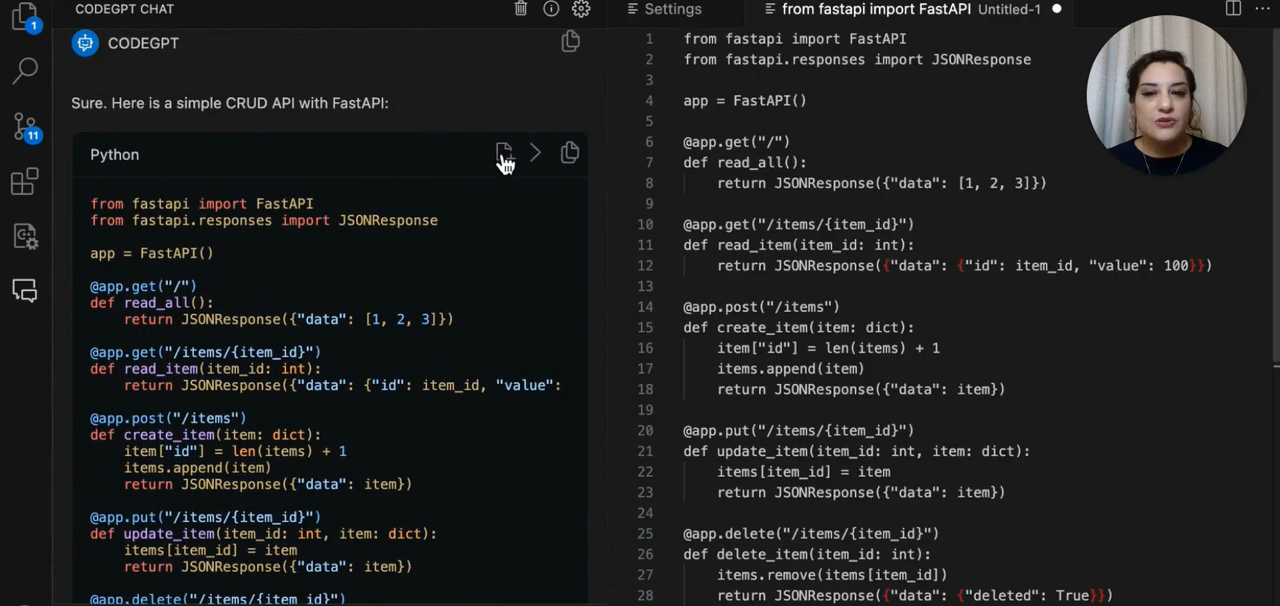 CODEGPT CHAT
1
11
CODEGPT
Sure. Here is a simple CRUD API with FastAPI:
Python
from fastapi import FastAPI
from fastapi.responses import JSONResponse
app = FastAPI()
@app.get("/")
def read_all():
return JSONResponse({"data": [1, 2, 3]})
@app.get("/items/{item_id}")
def read_item(item_id: int):
return JSONResponse({"data": {"id": item_id, "value":
@app.post("/items")
def create_item(item: dict):
item["id"] = len(items) + 1
items.append(item)
return JSONResponse({"data": item})
@app.put("/items/{item_id}")
def update_item(item_id: int, item: dict):
items[item_id] = item
return JSONResponse({"data": item})
@app.delete("/items/{item_id}")
Settings
from fastapi import FastAPI Untitled-1
1 from fastapi import FastAPI
2 from fastapi.responses import JSONResponse
3
4 app = FastAPI()
5
6 @app.get("/")
7 def read_all():
8 return JSONResponse({"data": [1, 2, 3]})
9
10 @app.get("/items/{item_id}")
11 def read_item(item_id: int):
12 return JSONResponse({"data": {"id": item_id, "value": 100}})
13
14 @app.post("/items")
15 def create_item(item: dict):
16 item["id"] = len(items) + 1
17 items.append(item)
18 return JSONResponse({"data": item})
19
20 @app.put("/items/{item_id}")
21 def update_item(item_id: int, item: dict):
22 items[item_id] = item
23 return JSONResponse({"data": item})
24
25 @app.delete("/items/{item_id}")
26 def delete_item(item_id: int):
27 items.remove(items[item_id])
28 return JSONResponse({"data": {"deleted": True}})